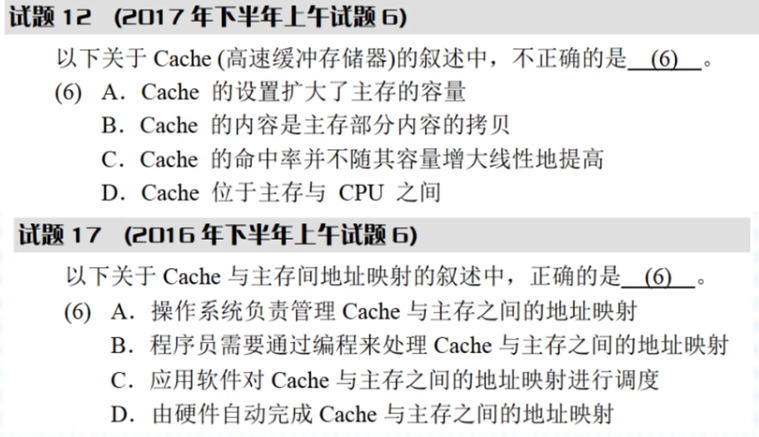 试题 12 (2017 年下半年上午试题 6)
以下关于 Cache (高速缓冲存储器)的叙述中，不正确的是 (6) 。
(6) A．Cache 的设置扩大了主存的容量
B．Cache 的内容是主存部分内容的拷贝
C．Cache 的命中率并不随其容量增大线性地提高
D．Cache 位于主存与 CPU 之间
试题 17 (2016 年下半年上午试题 6)
以下关于 Cache 与主存间地址映射的叙述中，正确的是 (6) 。
(6) A．操作系统负责管理 Cache 与主存之间的地址映射
B．程序员需要通过编程来处理 Cache 与主存之间的地址映射
C．应用软件对 Cache 与主存之间的地址映射进行调度
D．由硬件自动完成 Cache 与主存之间的地址映射